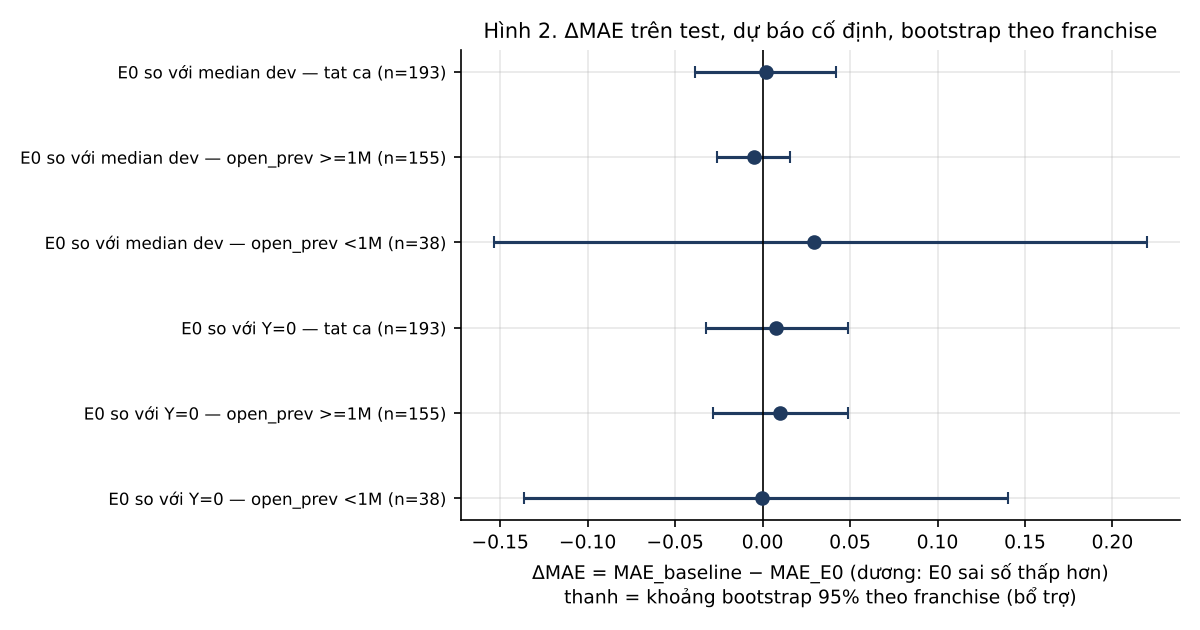 Hình 2. ΔMAE trên test, dự báo cố định, bootstrap theo franchise
E0 so với median dev — tat ca (n=193)
E0 so với median dev — open_prev >=1M (n=155)
E0 so với median dev — open_prev <1M (n=38)
E0 so với Y=0 — tat ca (n=193)
E0 so với Y=0 — open_prev >=1M (n=155)
E0 so với Y=0 — open_prev <1M (n=38)
−0.15 −0.10 −0.05 0.00 0.05 0.10 0.15 0.20
ΔMAE = MAE_baseline − MAE_E0 (dương: E0 sai số thấp hơn)
thanh = khoảng bootstrap 95% theo franchise (bổ trợ)